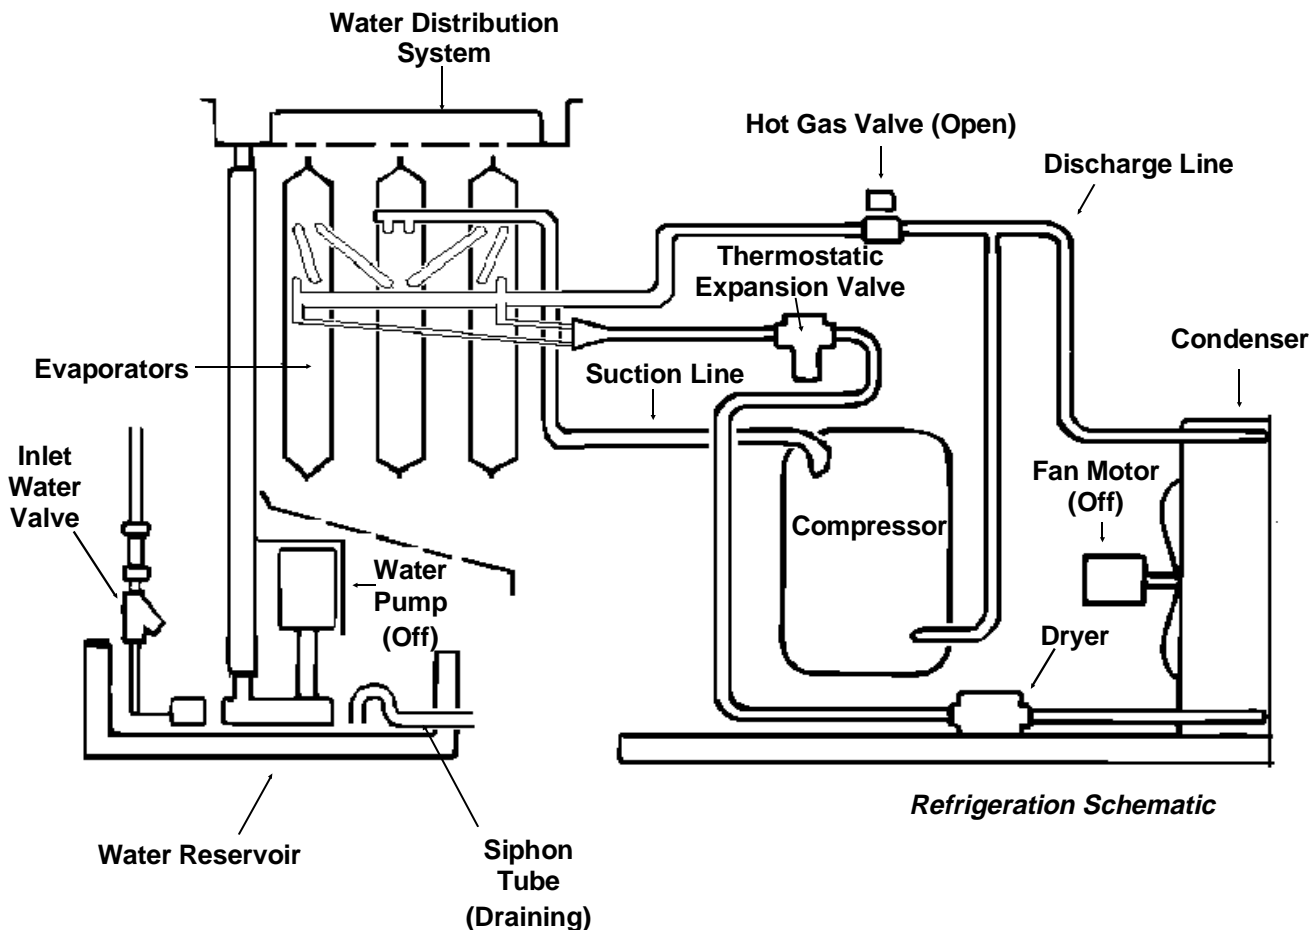 Water Distribution
System
Hot Gas Valve (Open)
Discharge Line
Thermostatic
Expansion Valve
Condenser
Evaporators
Suction Line
Inlet
Water
Valve
Fan Motor
(Off)
Compressor
Water
Pump
(Off)
Dryer
Refrigeration Schematic
Water Reservoir
Siphon
Tube
(Draining)